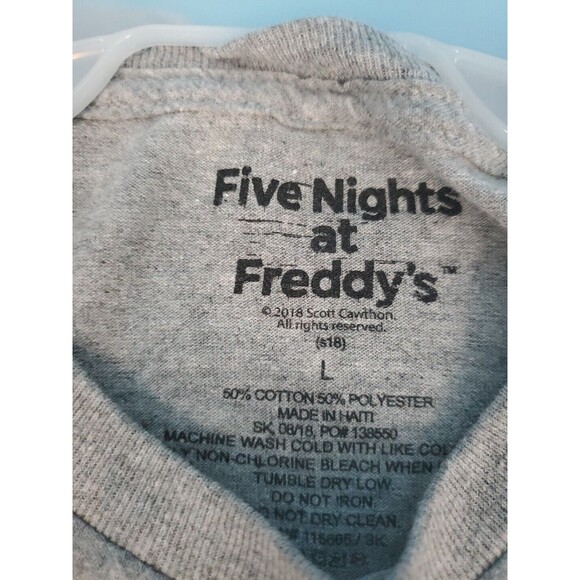 Five Nights
at
Freddy's™
©2018 Scott Cawthon.
All rights reserved.
(s18)
L
50% COTTON 50% POLYESTER
MADE IN HAITI
SK, 08/18, PO# 138550
MACHINE WASH COLD WITH LIKE
NON-CHLORINE BLEACH WHEN
TUMBLE DRY LOW.
DO NOT IRON
DO NOT DRY CLEAN.